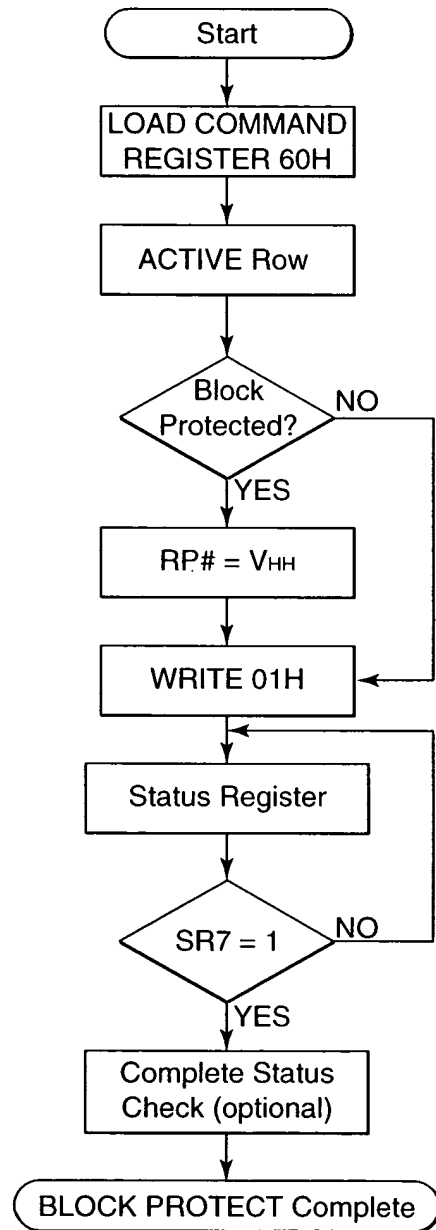 Start
LOAD COMMAND
REGISTER 60H
ACTIVE Row
Block
Protected?
NO
YES
RP# = VHH
WRITE 01H
Status Register
SR7 = 1
NO
YES
Complete Status
Check (optional)
BLOCK PROTECT Complete